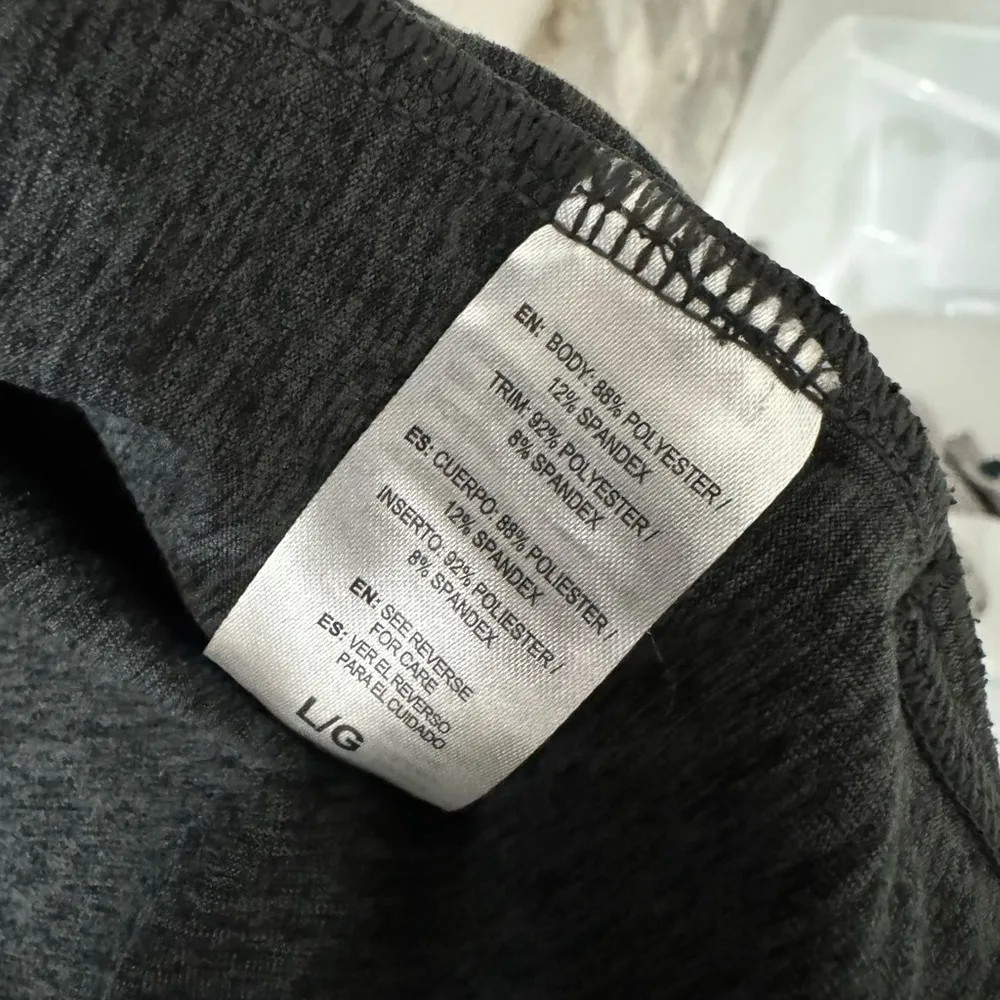 EN: BODY: 88% POLYESTER /
12% SPANDEX
TRIM: 92% POLYESTER /
8% SPANDEX
ES: CUERPO: 88% POLIESTER /
12% SPANDEX
INSERTO: 92% POLIESTER /
8% SPANDEX
EN: SEE REVERSE
FOR CARE
ES: VER EL REVERSO
PARA EL CUIDADO
L/G